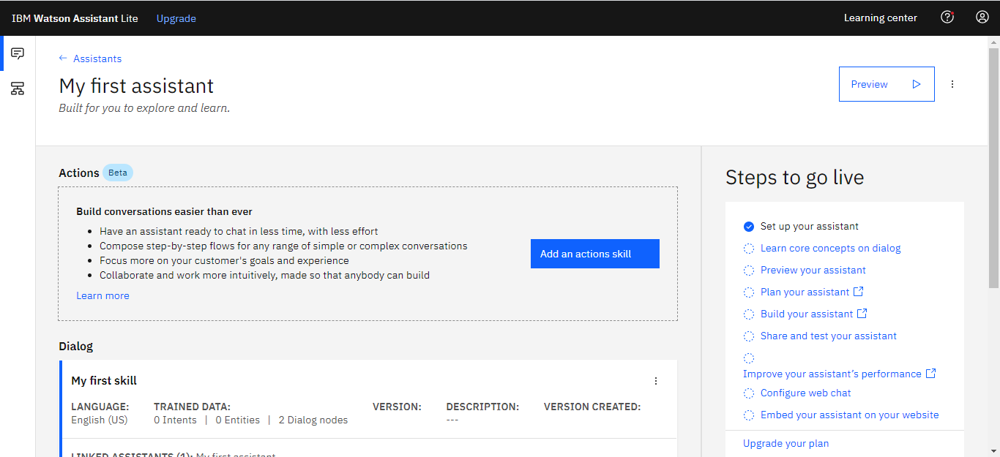 IBM Watson Assistant Lite
Upgrade
Learning center
Assistants
My first assistant
Built for you to explore and learn.
Preview
Actions
Beta
Build conversations easier than ever
Have an assistant ready to chat in less time, with less effort
Compose step-by-step flows for any range of simple or complex conversations
Focus more on your customer's goals and experience
Collaborate and work more intuitively, made so that anybody can build
Learn more
Add an actions skill
Dialog
My first skill
LANGUAGE: TRAINED DATA: VERSION: DESCRIPTION: VERSION CREATED:
English (US) 0 Intents | 0 Entities | 2 Dialog nodes ---
LINKED ASSISTANTS (1): My first assistant
Steps to go live
Set up your assistant
Learn core concepts on dialog
Preview your assistant
Plan your assistant
Build your assistant
Share and test your assistant
Improve your assistant’s performance
Configure web chat
Embed your assistant on your website
Upgrade your plan